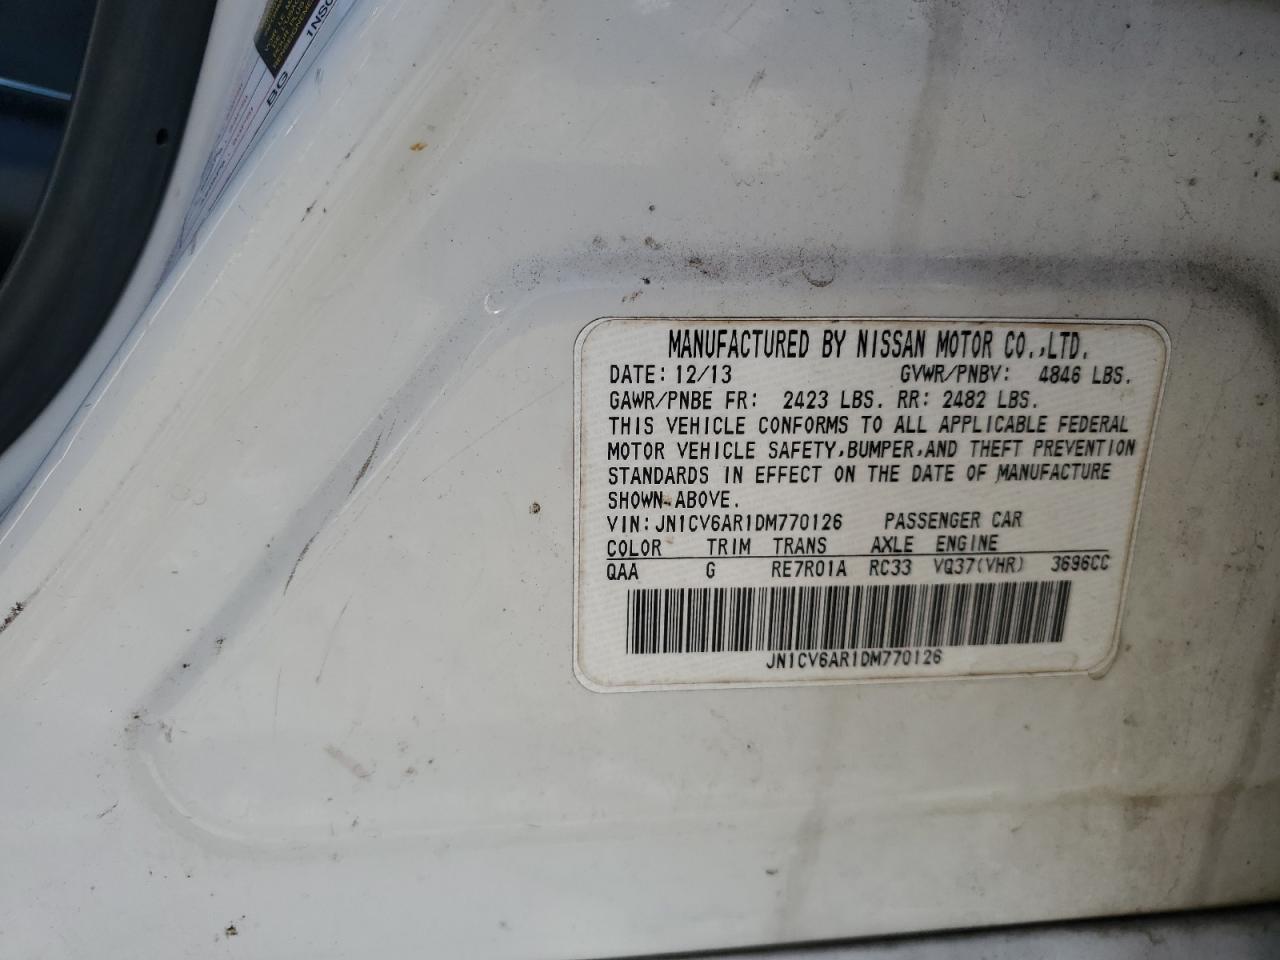 1NSC
BG
MANUFACTURED BY NISSAN MOTOR CO.,LTD.
DATE: 12/13 GVWR/PNBV: 4846 LBS.
GAWR/PNBE FR: 2423 LBS. RR: 2482 LBS.
THIS VEHICLE CONFORMS TO ALL APPLICABLE FEDERAL
MOTOR VEHICLE SAFETY,BUMPER,AND THEFT PREVENTION
STANDARDS IN EFFECT ON THE DATE OF MANUFACTURE
SHOWN ABOVE.
VIN: JN1CV6AR1DM770126 PASSENGER CAR
COLOR TRIM TRANS AXLE ENGINE
QAA G RE7R01A RC33 VQ37(VHR) 3696CC
JN1CV6AR1DM770126